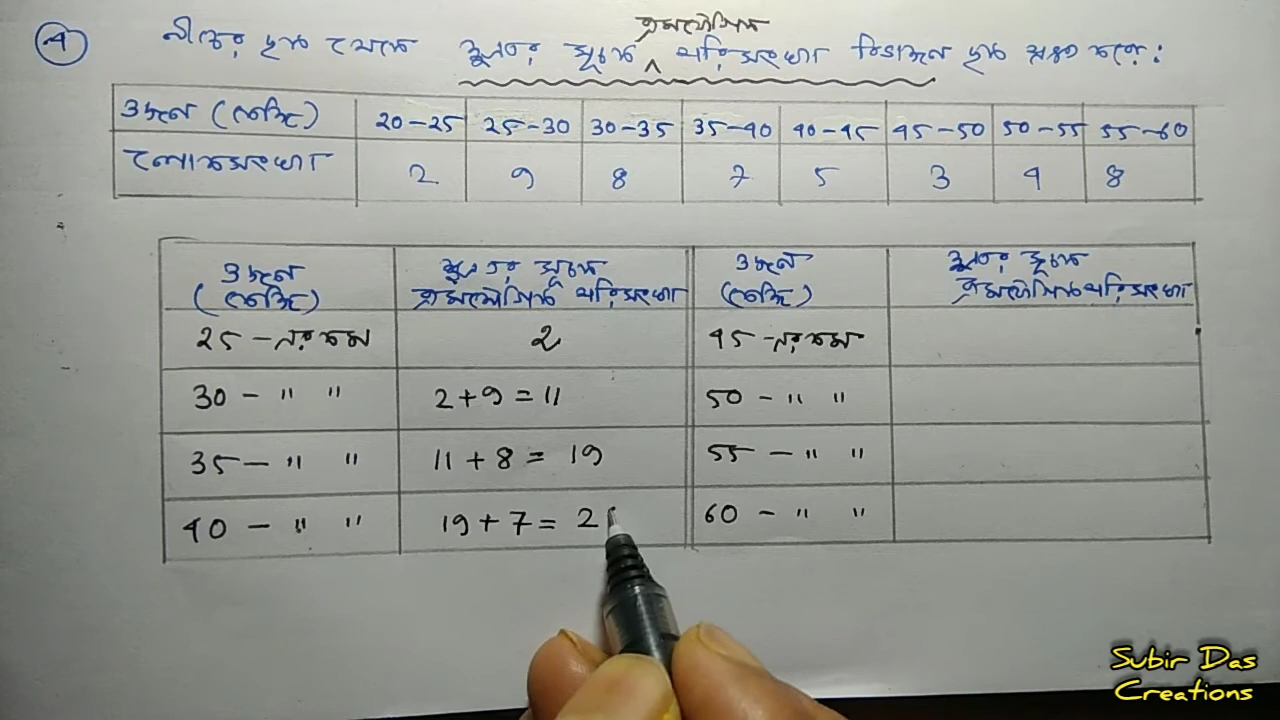 4 নীচের ছক থেকে ক্ষুদ্রতর সূচক ক্রমযৌগিক পরিসংখ্যা বিভাজন ছক প্রস্তুত করো:
ওজন (কেজি) 20-25 25-30 30-35 35-40 40-45 45-50 50-55 55-60
লোকসংখ্যা 2 9 8 7 5 3 4 8
ওজন (কেজি) ক্ষুদ্রতর সূচক ক্রমযৌগিক পরিসংখ্যা ওজন (কেজি) ক্ষুদ্রতর সূচক ক্রমযৌগিক পরিসংখ্যা
25 -এর কম 2 45 -এর কম
30 - " " 2+9 = 11 50 - " "
35 - " " 11 + 8 = 19 55 - " "
40 - " " 19 + 7 = 2 60 - " "
Subir Das
Creations